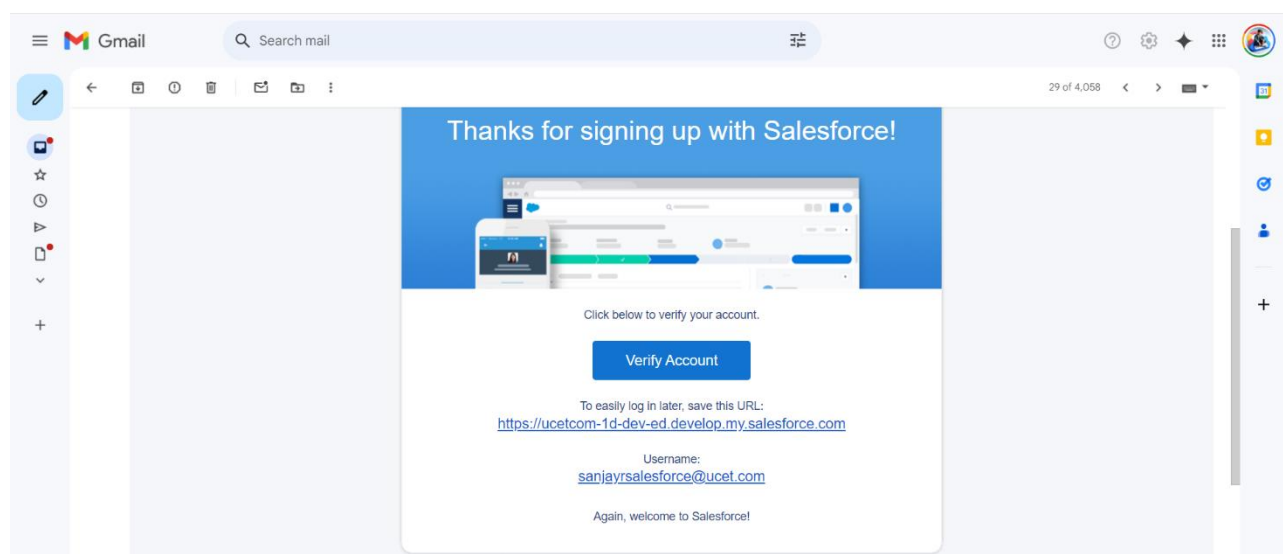 Gmail
Search mail
29 of 4,058
31
Thanks for signing up with Salesforce!
Click below to verify your account.
Verify Account
To easily log in later, save this URL:
https://ucetcom-1d-dev-ed.develop.my.salesforce.com
Username:
sanjayrsalesforce@ucet.com
Again, welcome to Salesforce!